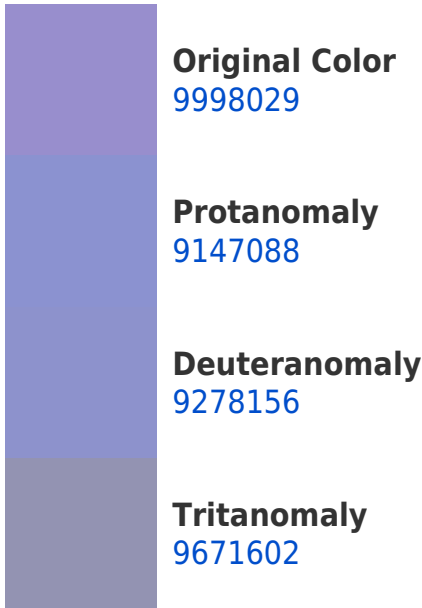 Original Color
9998029
Protanomaly
9147088
Deuteranomaly
9278156
Tritanomaly
9671602